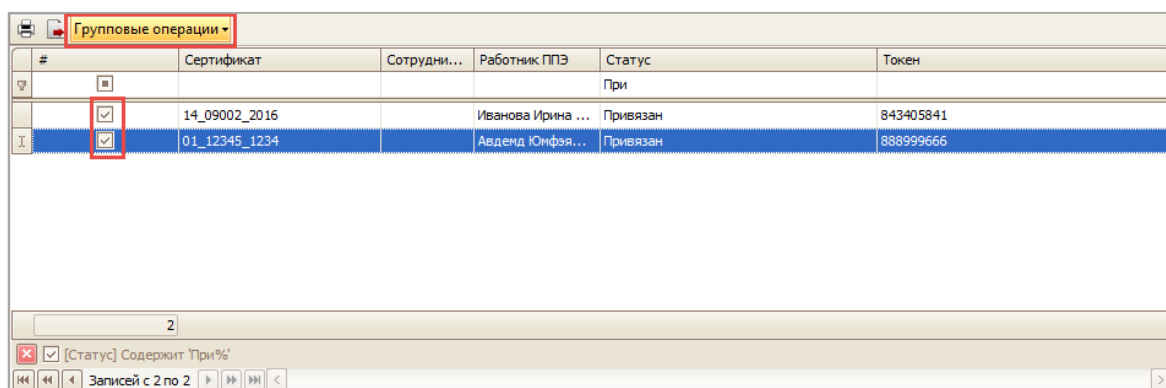 Групповые операции
# Сертификат Сотрудни... Работник ППЭ Статус Токен
При
14_09002_2016 Иванова Ирина ... Привязан 843405841
01_12345_1234 Авдемд Юмфэя... Привязан 888999666
2
[Статус] Содержит 'При%'
Записей с 2 по 2